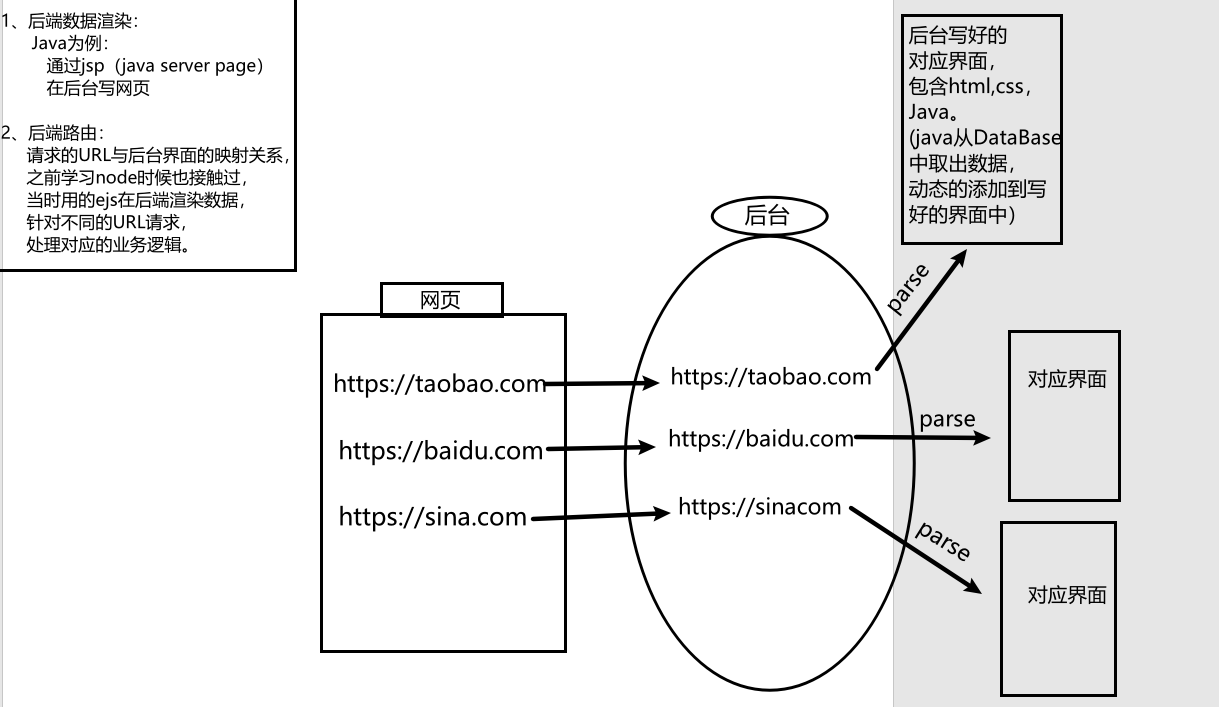 1、后端数据渲染：
Java为例：
通过jsp（java server page）
在后台写网页
2、后端路由：
请求的URL与后台界面的映射关系，
之前学习node时候也接触过，
当时用的ejs在后端渲染数据，
针对不同的URL请求，
处理对应的业务逻辑。
网页
https://taobao.com
https://baidu.com
https://sina.com
后台
https://taobao.com
https://baidu.com
https://sinacom
parse
parse
parse
后台写好的
对应界面，
包含html,css，
Java。
(java从DataBase
中取出数据，
动态的添加到写
好的界面中）
对应界面
对应界面